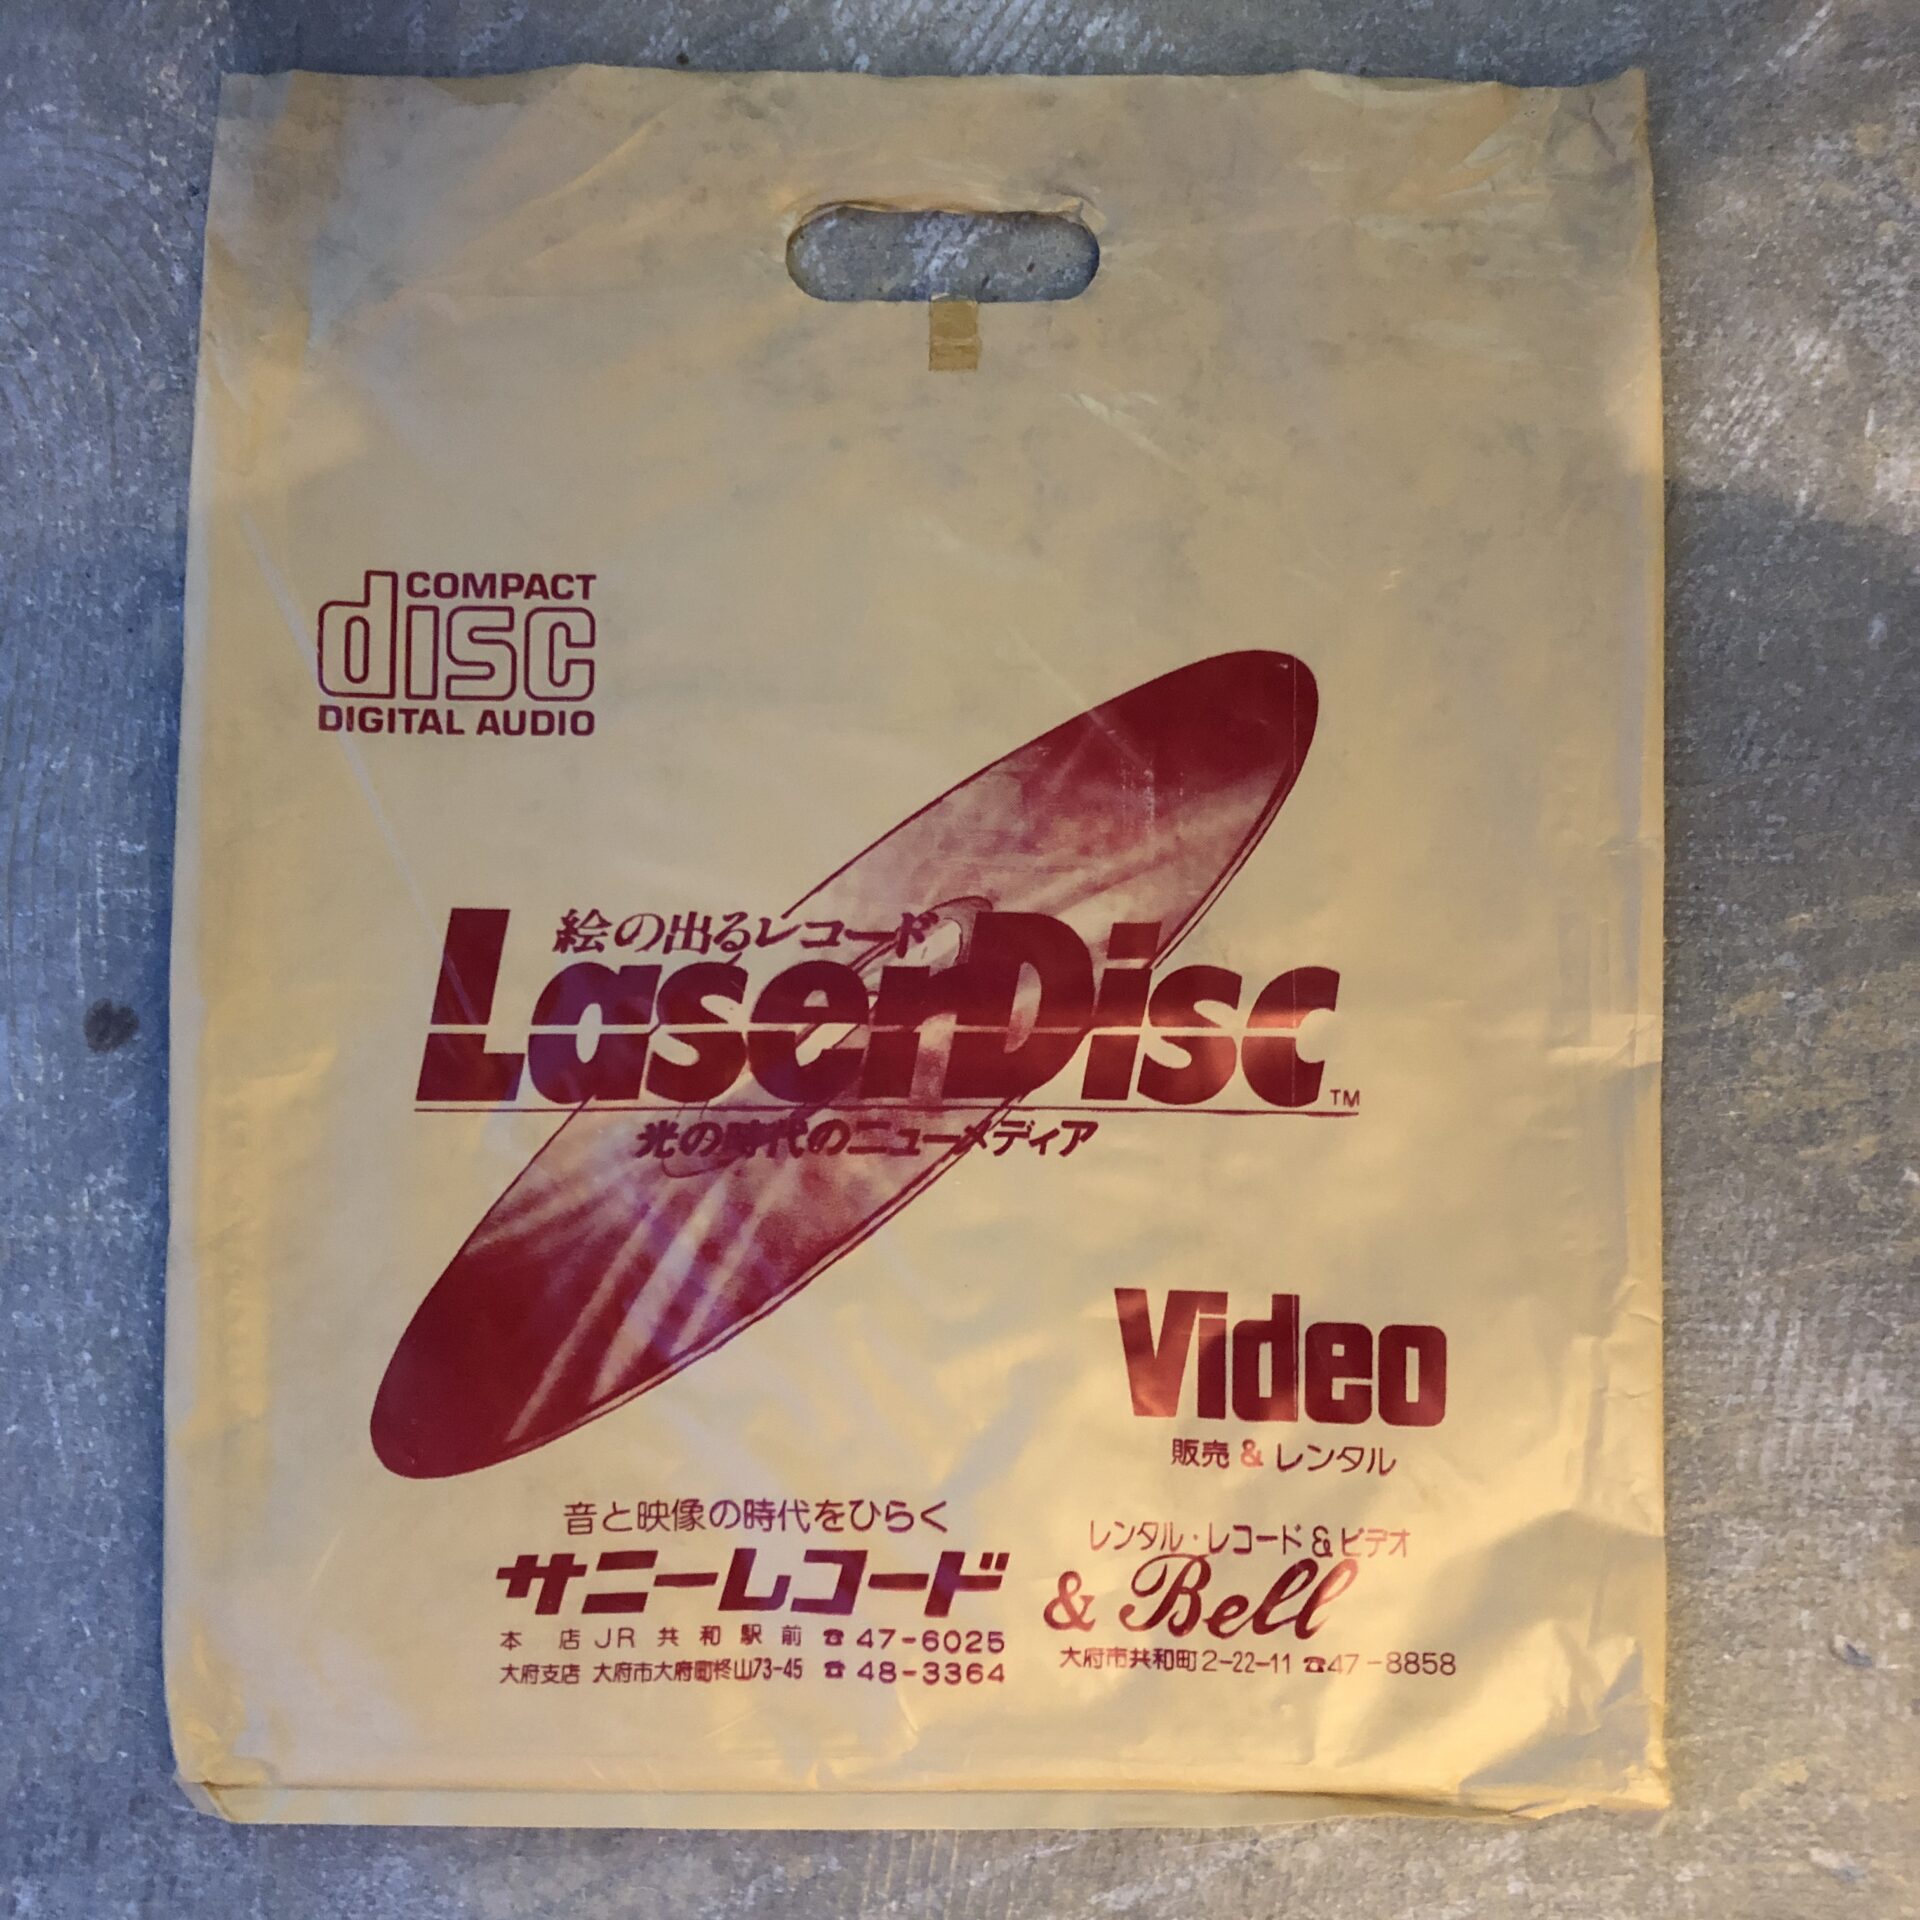 COMPACT
disc
DIGITAL AUDIO
絵の出るレコード
LaserDisc™
光の時代のニューメディア
Video
販売 & レンタル
音と映像の時代をひらく
サニーレコード
本店 JR 共和駅前 ☎ 47-6025
大府支店 大府市大府町柊山73-45 ☎ 48-3364
レンタル・レコード & ビデオ
& Bell
大府市共和町2-22-11 ☎47-8858